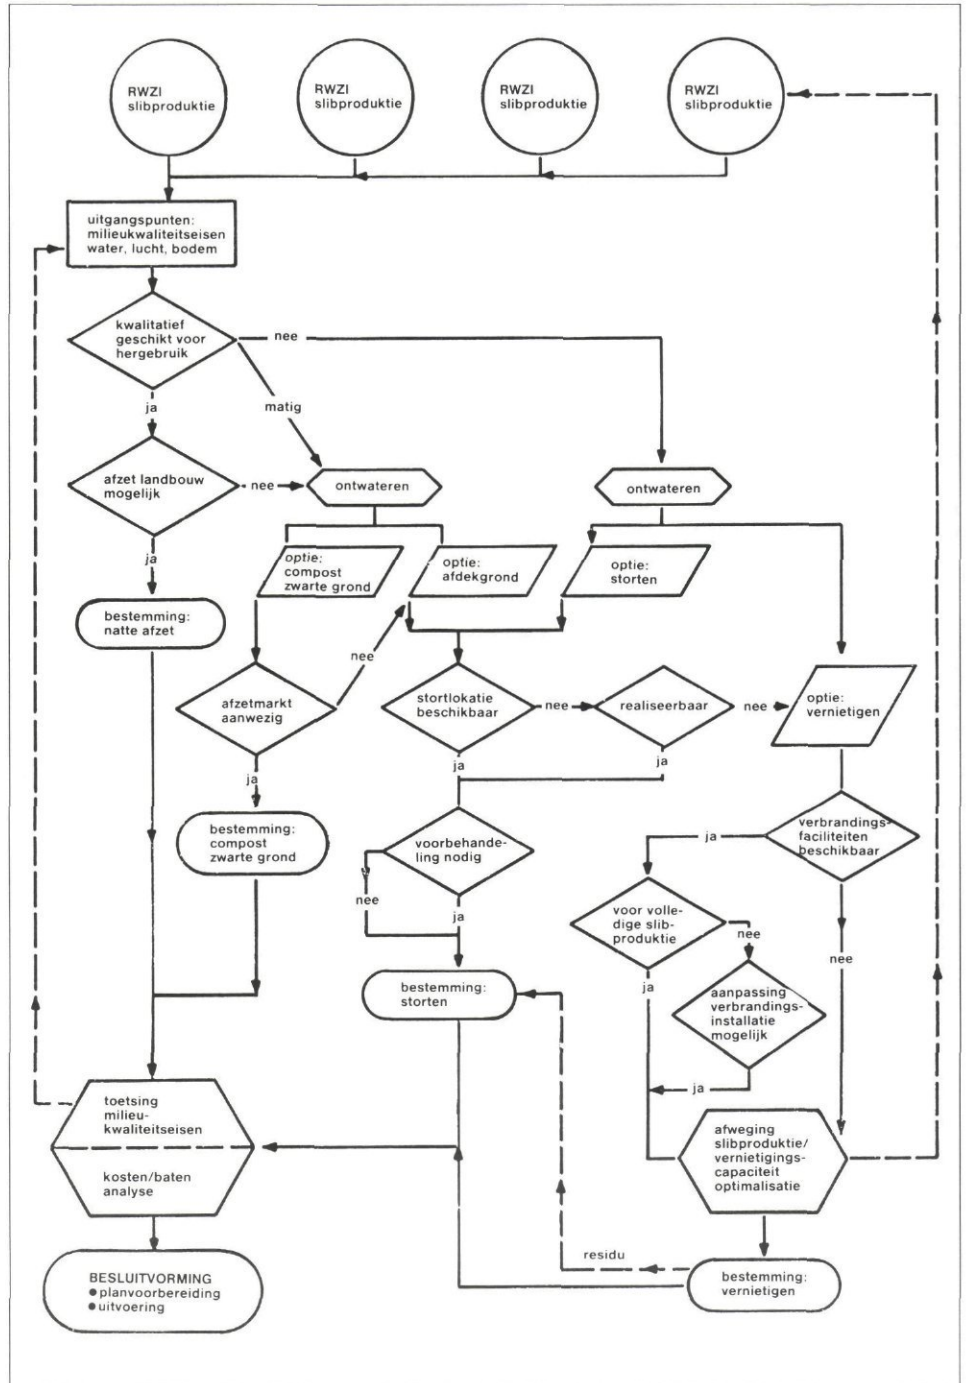 RWZI
slibproduktie
RWZI
slibproduktie
RWZI
slibproduktie
RWZI
slibproduktie
uitgangspunten:
milieukwaliteitseisen
water, lucht, bodem
kwalitatief
geschikt voor
hergebruik
nee
matig
ja
afzet landbouw
mogelijk
nee
ontwateren
ontwateren
ja
optie:
compost
zwarte grond
optie:
afdekgrond
optie:
storten
bestemming:
natte afzet
nee
afzetmarkt
aanwezig
stortlokatie
beschikbaar
nee
realiseerbaar
nee
optie:
vernietigen
ja
ja
ja
bestemming:
compost
zwarte grond
voorbehande-
ling nodig
ja
verbrandings-
faciliteiten
beschikbaar
nee
ja
voor volle-
dige slib-
produktie
nee
nee
bestemming:
storten
ja
aanpassing
verbrandings-
installatie
mogelijk
ja
toetsing
milieu-
kwaliteitseisen
kosten/baten
analyse
afweging
slibproduktie/
vernietigings-
capaciteit
optimalisatie
residu
bestemming:
vernietigen
BESLUITVORMING
● planvoorbereiding
● uitvoering